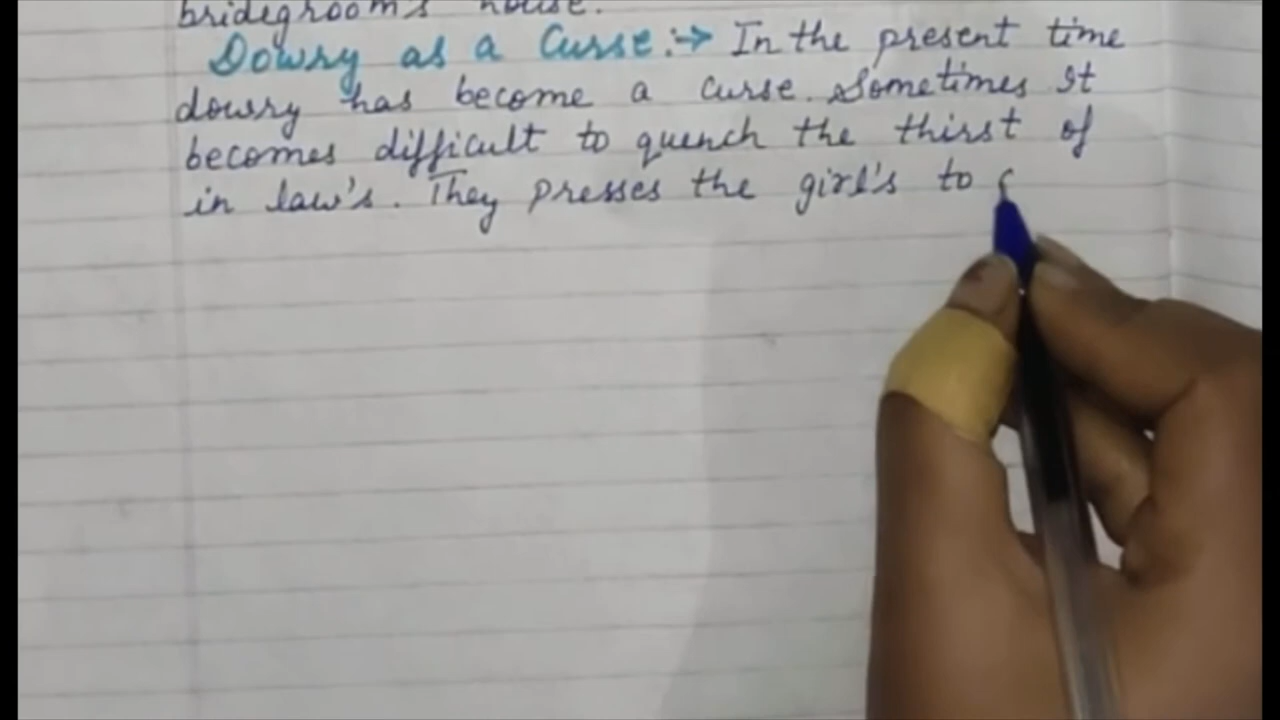 bridegroom's house.
Dowry as a Curse:→ In the present time
dowry has become a curse. Sometimes It
becomes difficult to quench the thirst of
in law's. They presses the girl's to